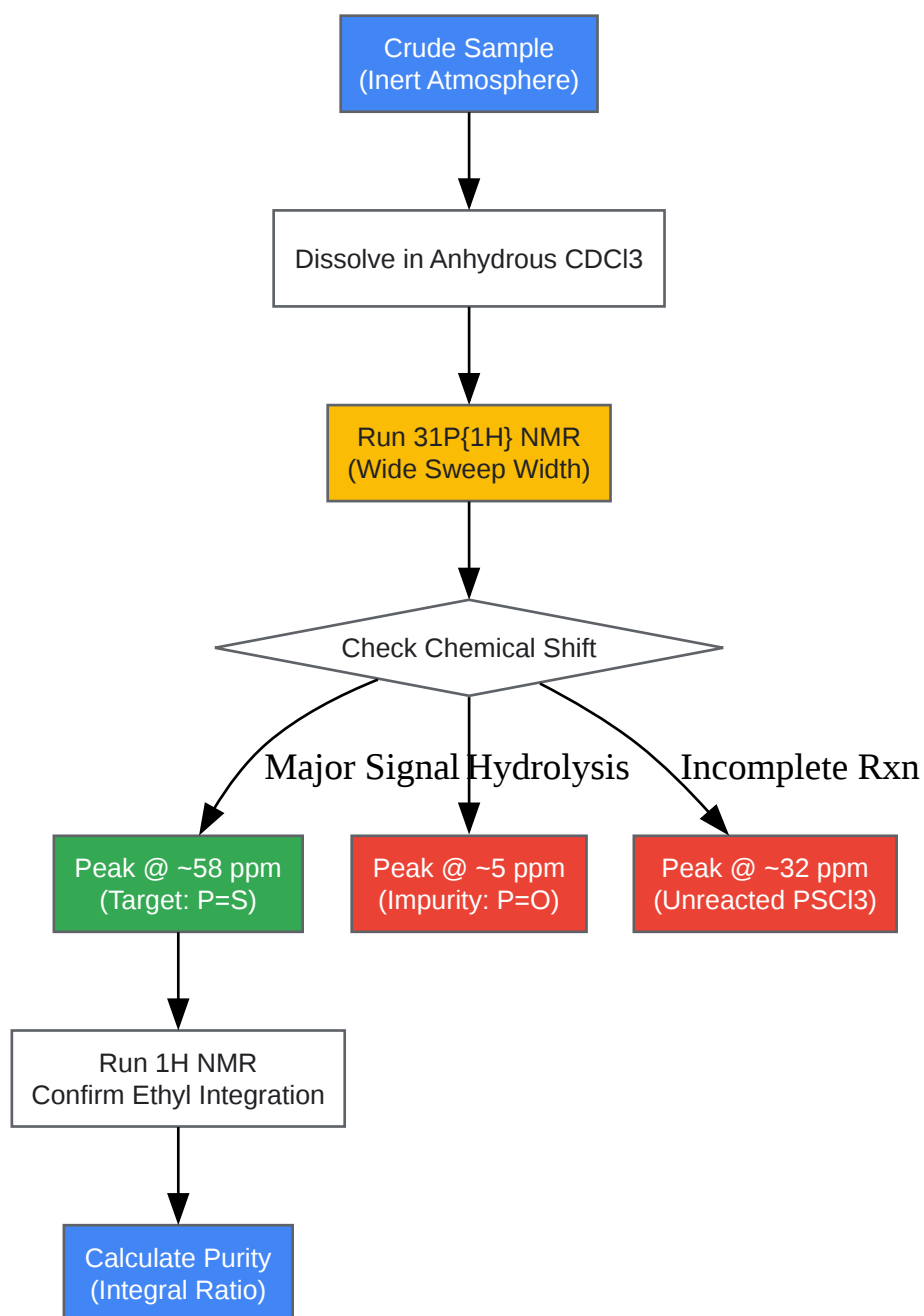 Crude Sample
(Inert Atmosphere)
Dissolve in Anhydrous CDCl3
Run 31P{1H} NMR
(Wide Sweep Width)
Check Chemical Shift
Major Signal
Hydrolysis
Incomplete Rxn
Peak @ ~58 ppm
(Target: P=S)
Peak @ ~5 ppm
(Impurity: P=O)
Peak @ ~32 ppm
(Unreacted PSCl3)
Run 1H NMR
Confirm Ethyl Integration
Calculate Purity
(Integral Ratio)